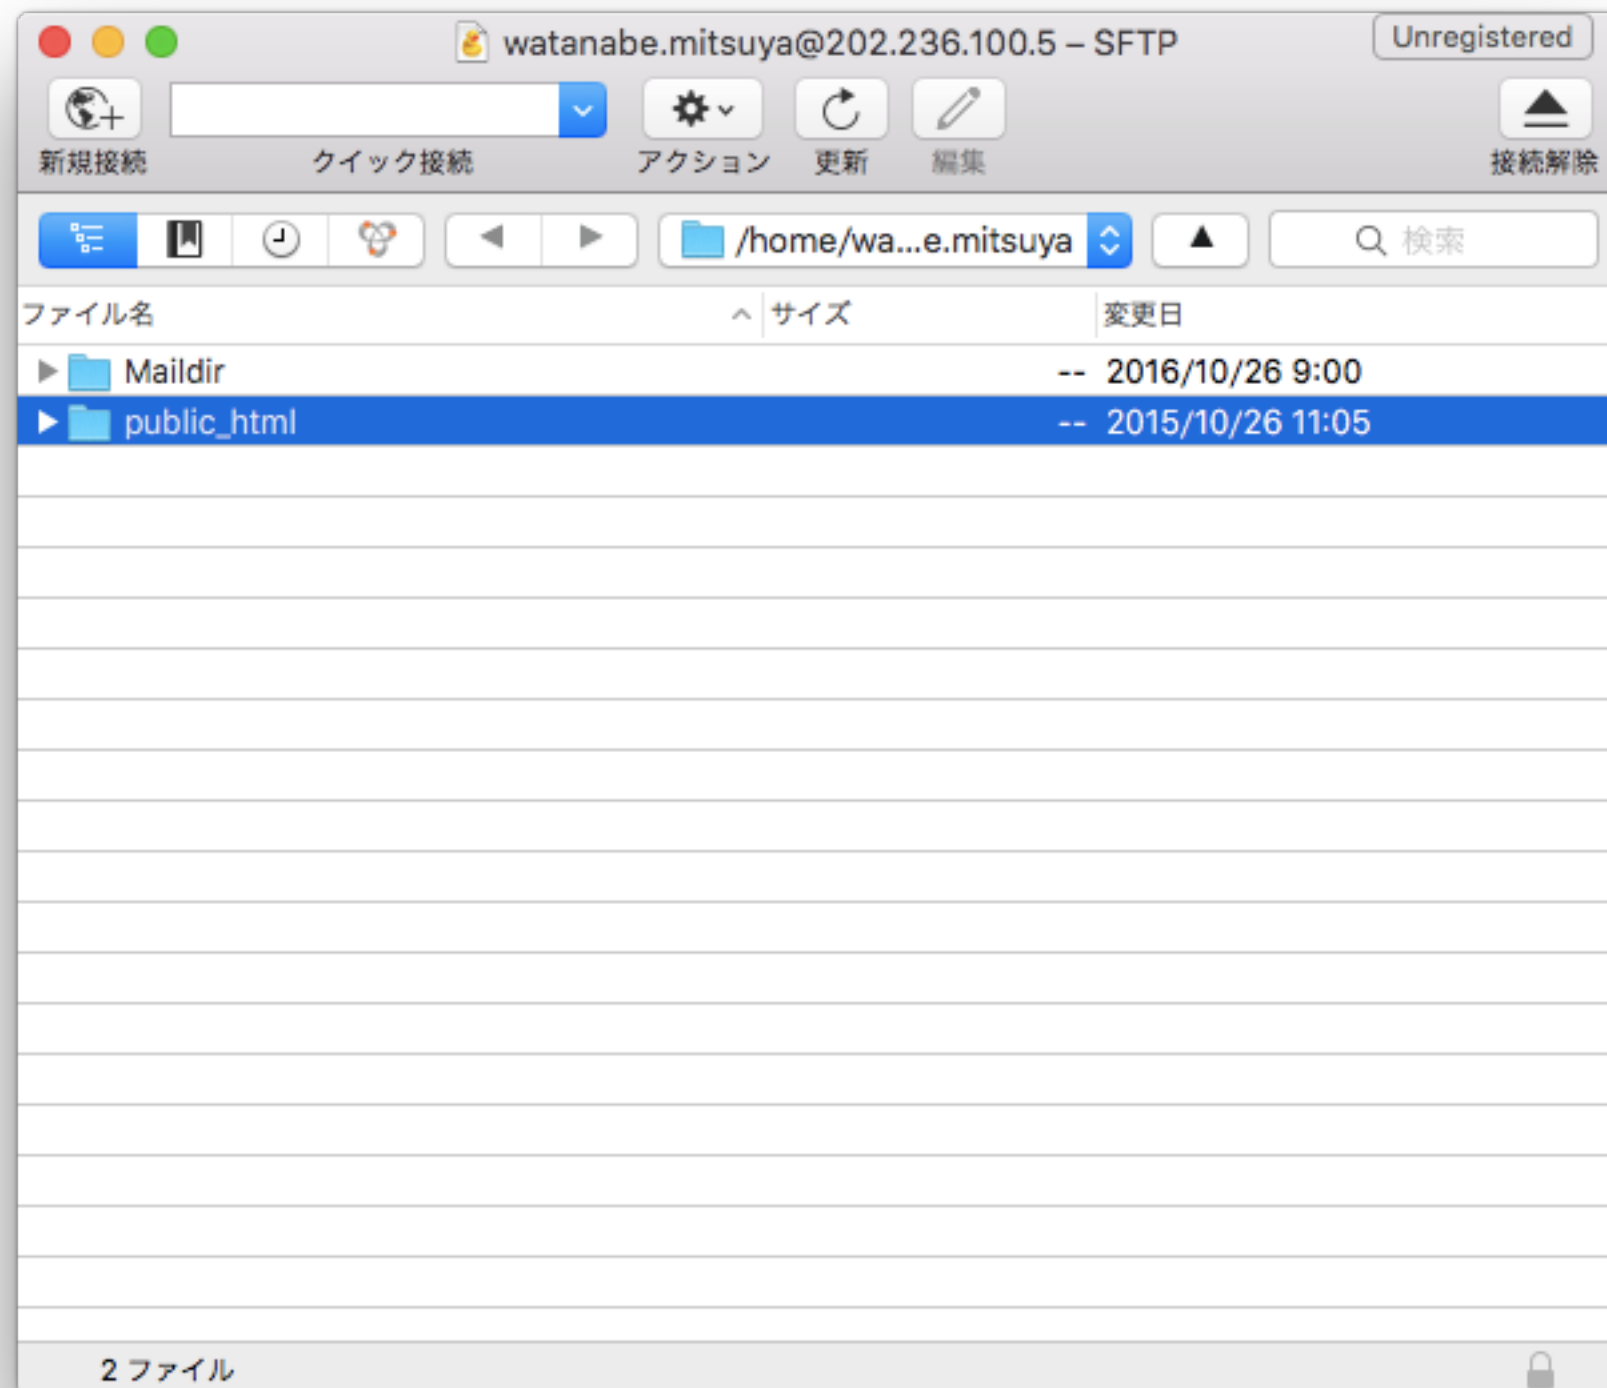 watanabe.mitsuya@202.236.100.5 – SFTP
Unregistered
新規接続
クイック接続
アクション
更新
編集
接続解除
/home/wa...e.mitsuya
検索
ファイル名
サイズ
変更日
Maildir -- 2016/10/26 9:00
public_html -- 2015/10/26 11:05
2 ファイル